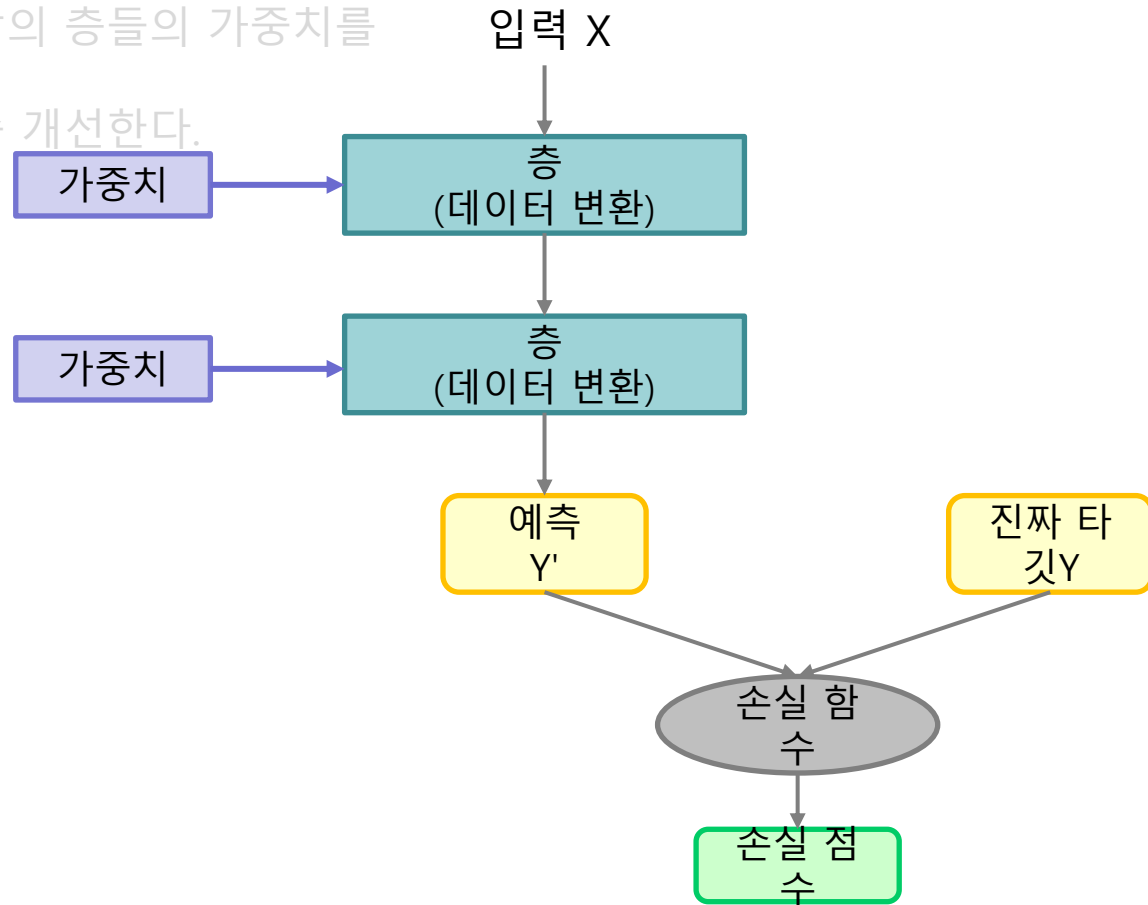 의 층들의 가중치를
입력 X
개선한다.
가중치
층
(데이터 변환)
가중치
층
(데이터 변환)
예측
Y'
진짜 타
깃Y
손실 함
수
손실 점
수